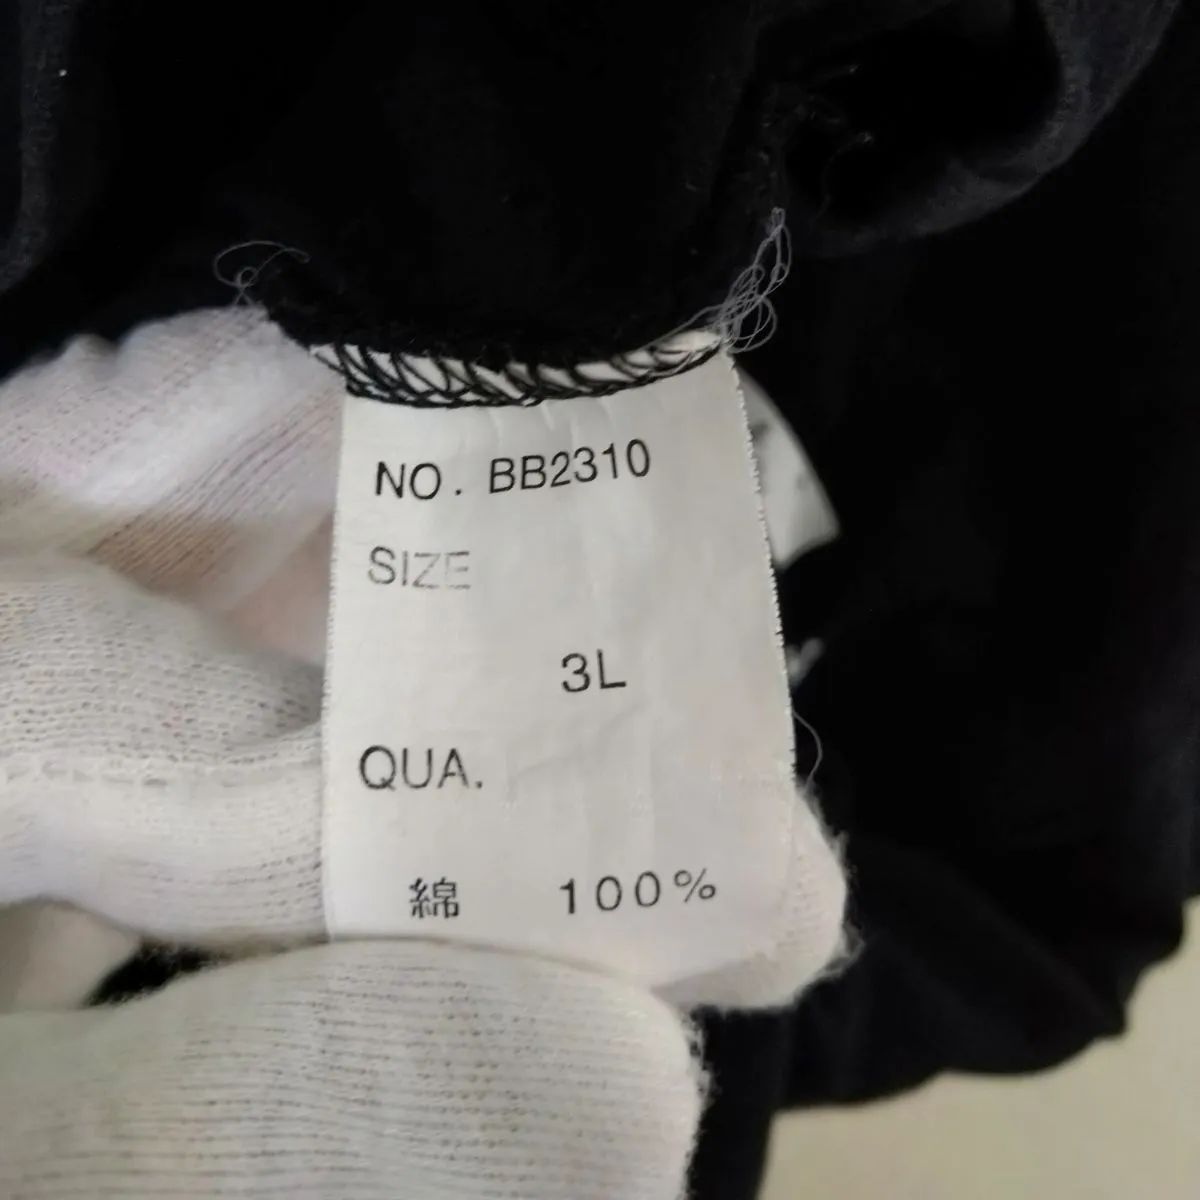 NO. BB2310
SIZE
3L
QUA.
綿 100%